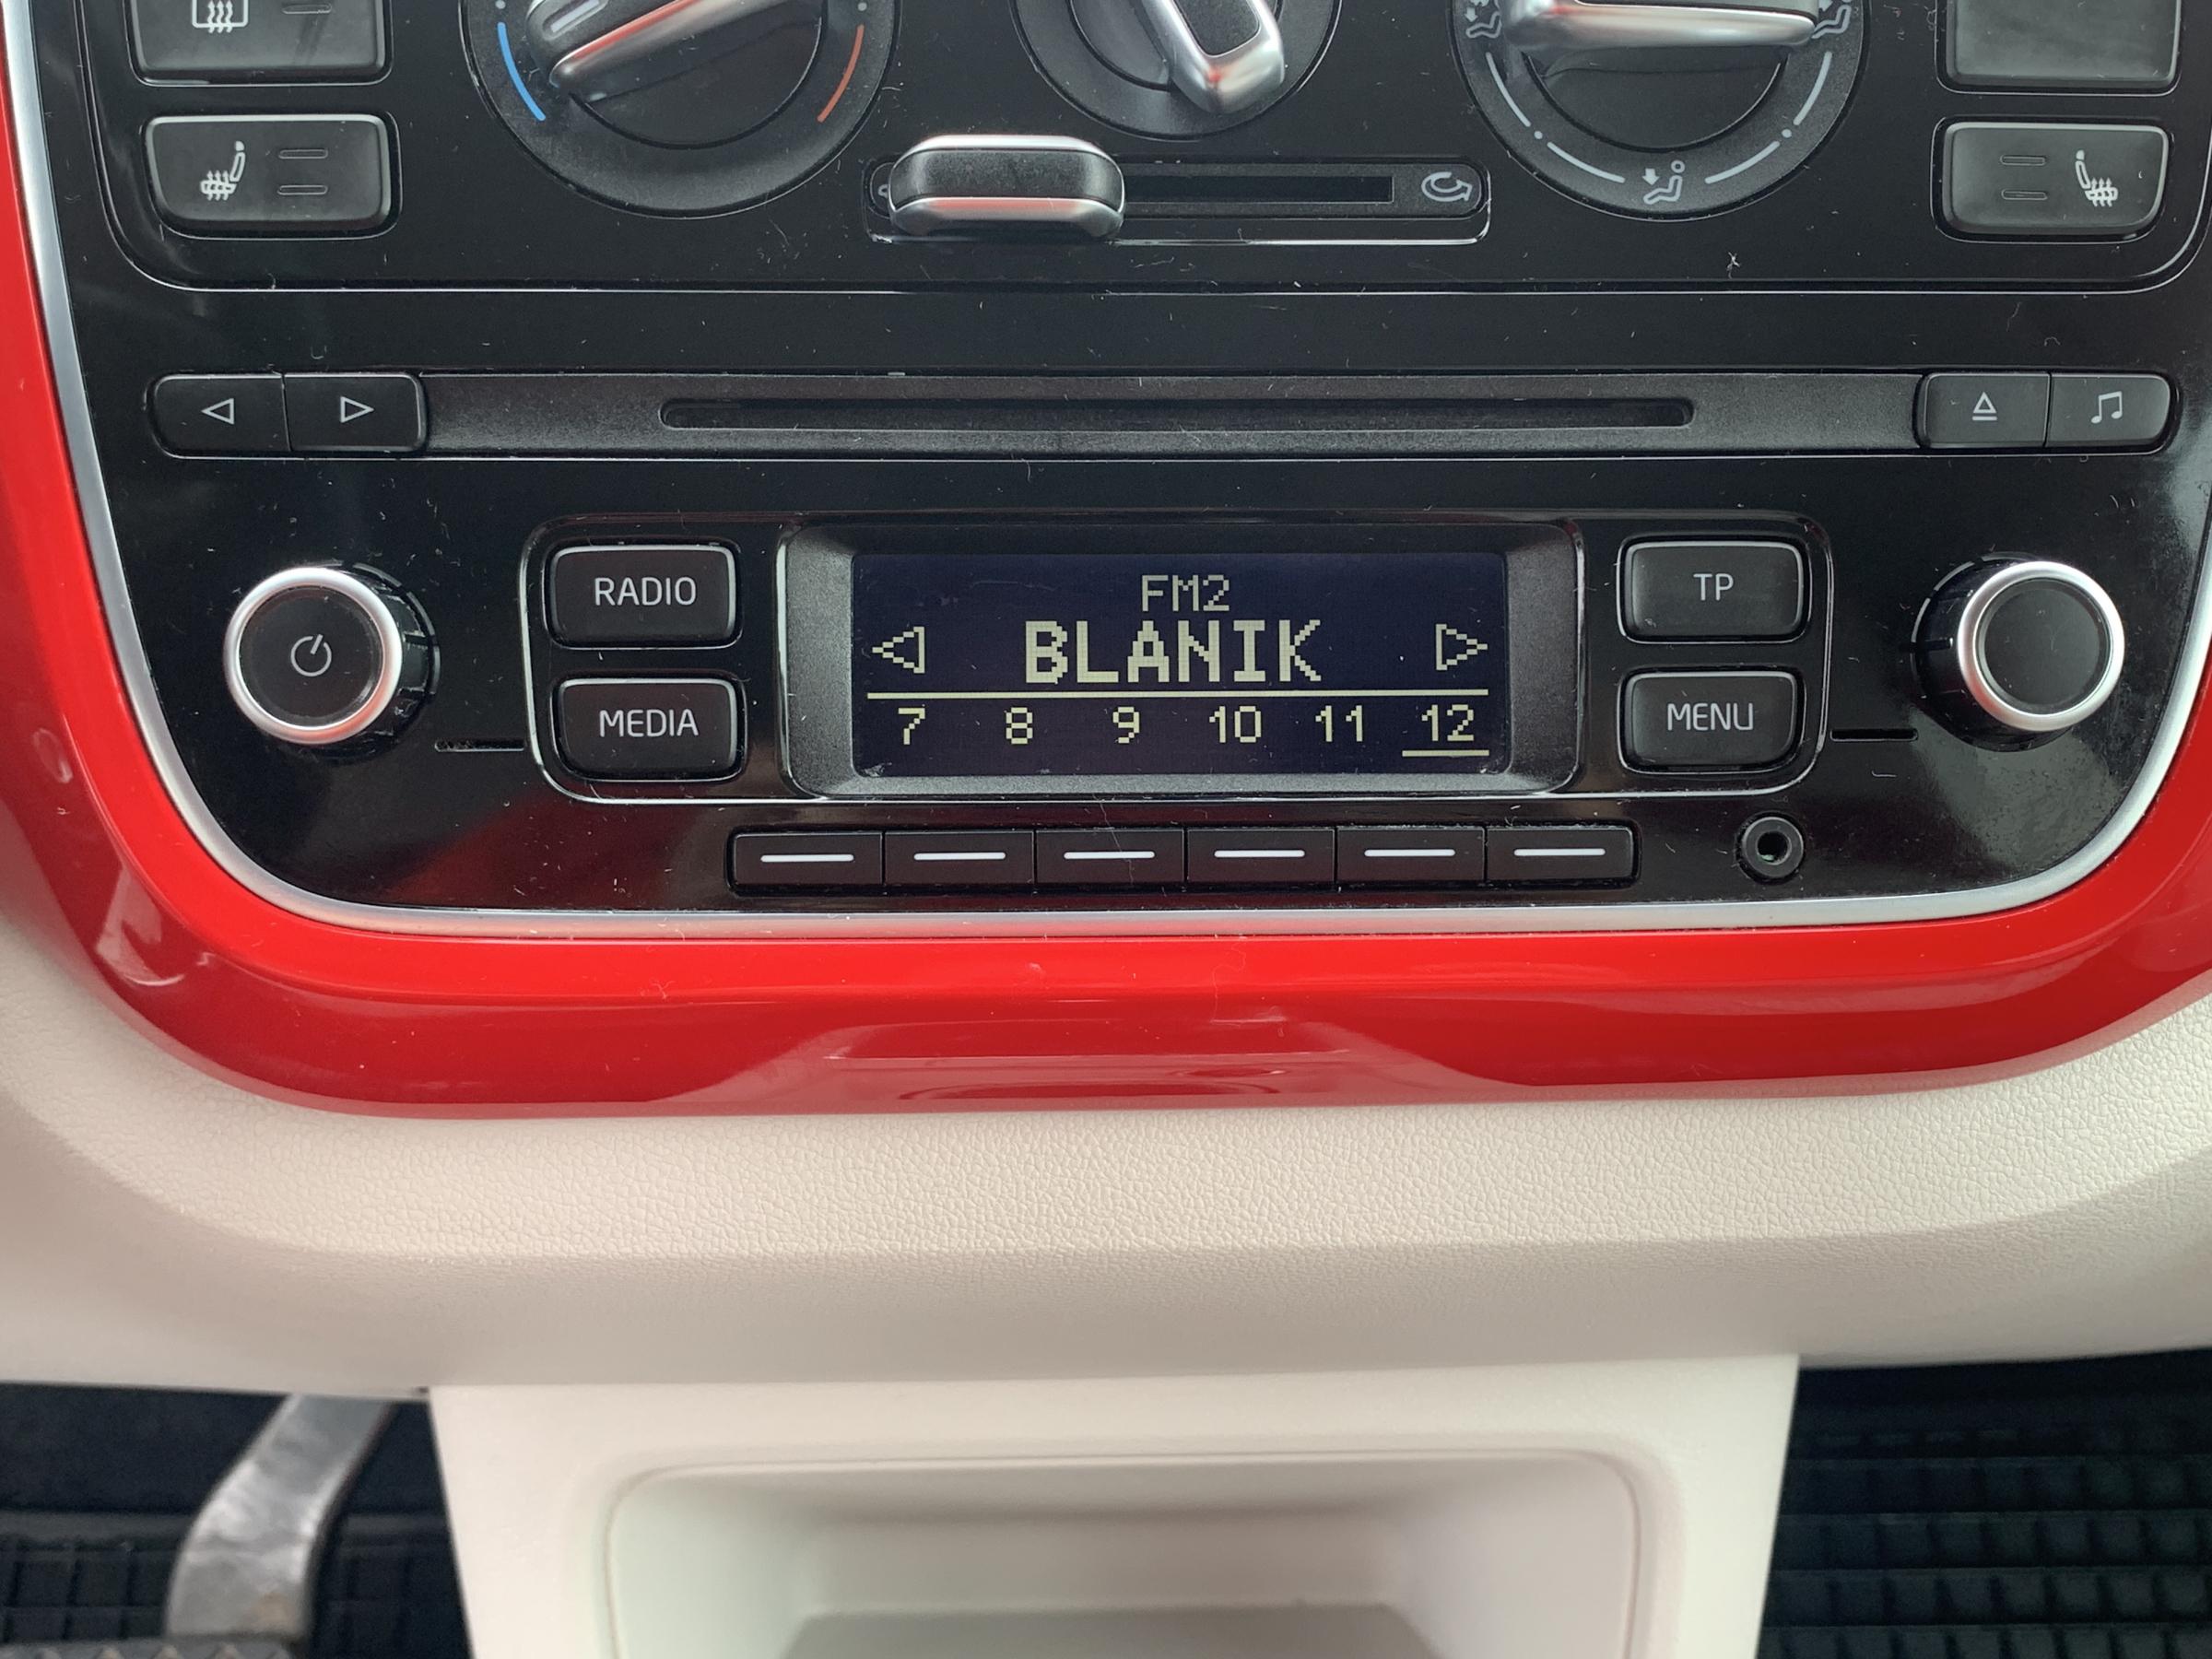 FM2
RADIO
BLANIK
TP
MEDIA
7 8 9 10 11 12
MENU